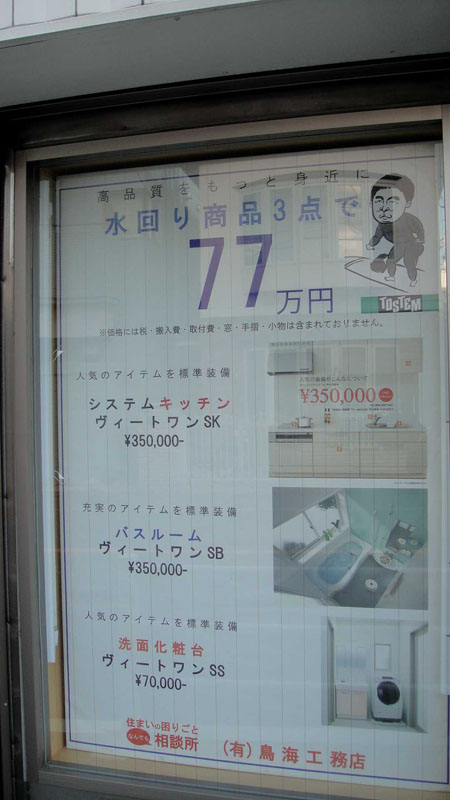 高品質をもっと身近に
水回り商品3点で
77万円
TOSTEM
※価格には税・搬入費・取付費・窓・手摺・小物は含まれておりません。
人気のアイテムを標準装備
システムキッチン
ヴィートワンSK
¥350,000-
¥350,000
充実のアイテムを標準装備
バスルーム
ヴィートワンSB
¥350,000-
人気のアイテムを標準装備
洗面化粧台
ヴィートワンSS
¥70,000-
住まいの困りごと
なんでも相談所
(有)鳥海工務店